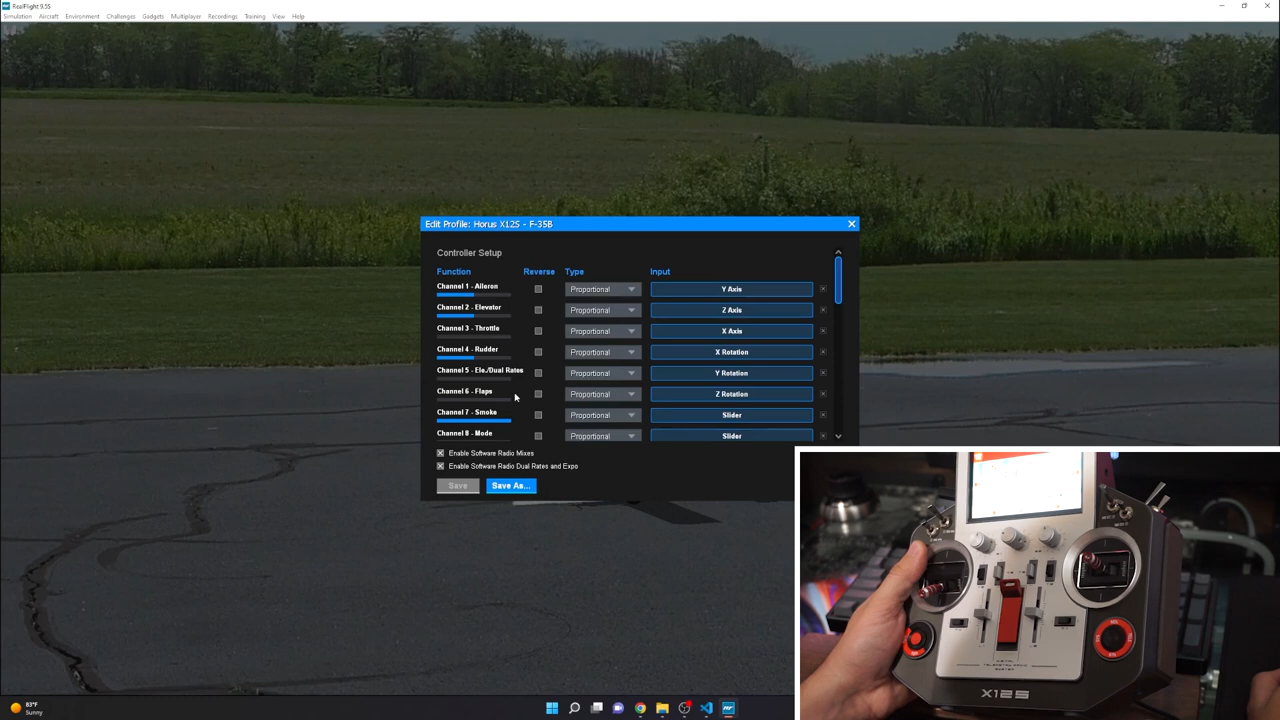 RealFlight 9.5S
Simulation Aircraft Environment Challenges Gadgets Multiplayer Recordings Training View Help
Edit Profile: Horus X12S - F-35B
Controller Setup
Function Reverse Type Input
Channel 1 - Aileron Proportional Y Axis
Channel 2 - Elevator Proportional Z Axis
Channel 3 - Throttle Proportional X Axis
Channel 4 - Rudder Proportional X Rotation
Channel 5 - Ele./Dual Rates Proportional Y Rotation
Channel 6 - Flaps Proportional Z Rotation
Channel 7 - Smoke Proportional Slider
Channel 8 - Mode Proportional Slider
Enable Software Radio Mixes
Enable Software Radio Dual Rates and Expo
Save Save As...
X12S
83°F
Sunny